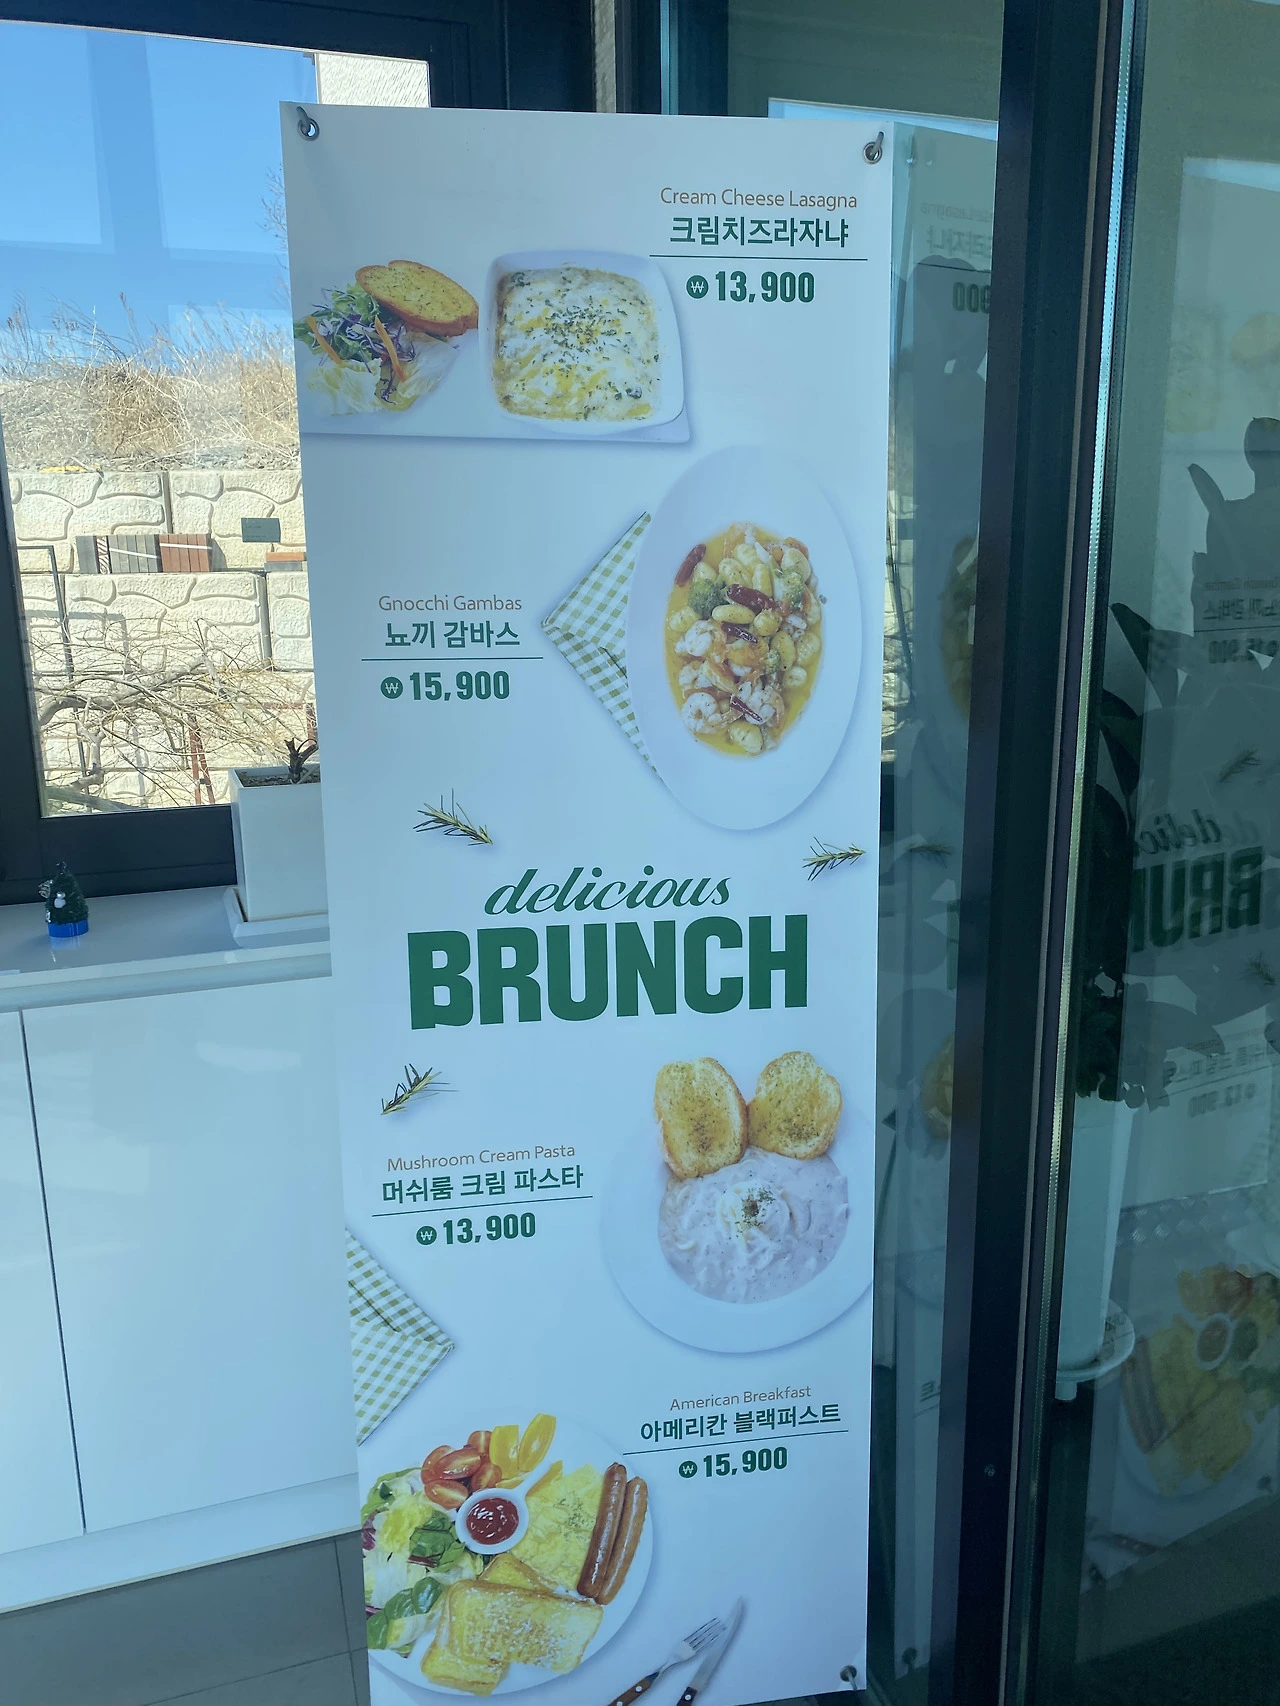 Cream Cheese Lasagna
크림치즈라자냐
₩ 13,900
Gnocchi Gambas
뇨끼 감바스
₩ 15,900
delicious
BRUNCH
Mushroom Cream Pasta
머쉬룸 크림 파스타
₩ 13,900
American Breakfast
아메리칸 블랙퍼스트
₩ 15,900